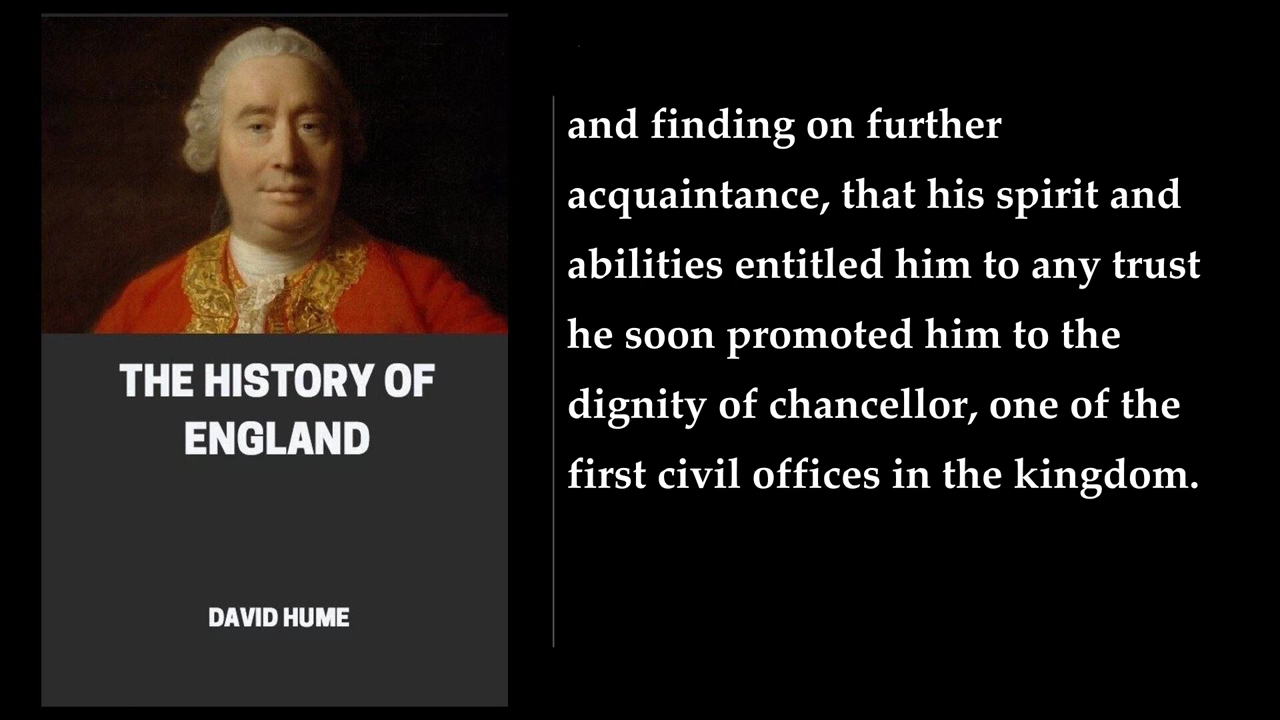 THE HISTORY OF
ENGLAND
DAVID HUME
and finding on further
acquaintance, that his spirit and
abilities entitled him to any trust
he soon promoted him to the
dignity of chancellor, one of the
first civil offices in the kingdom.